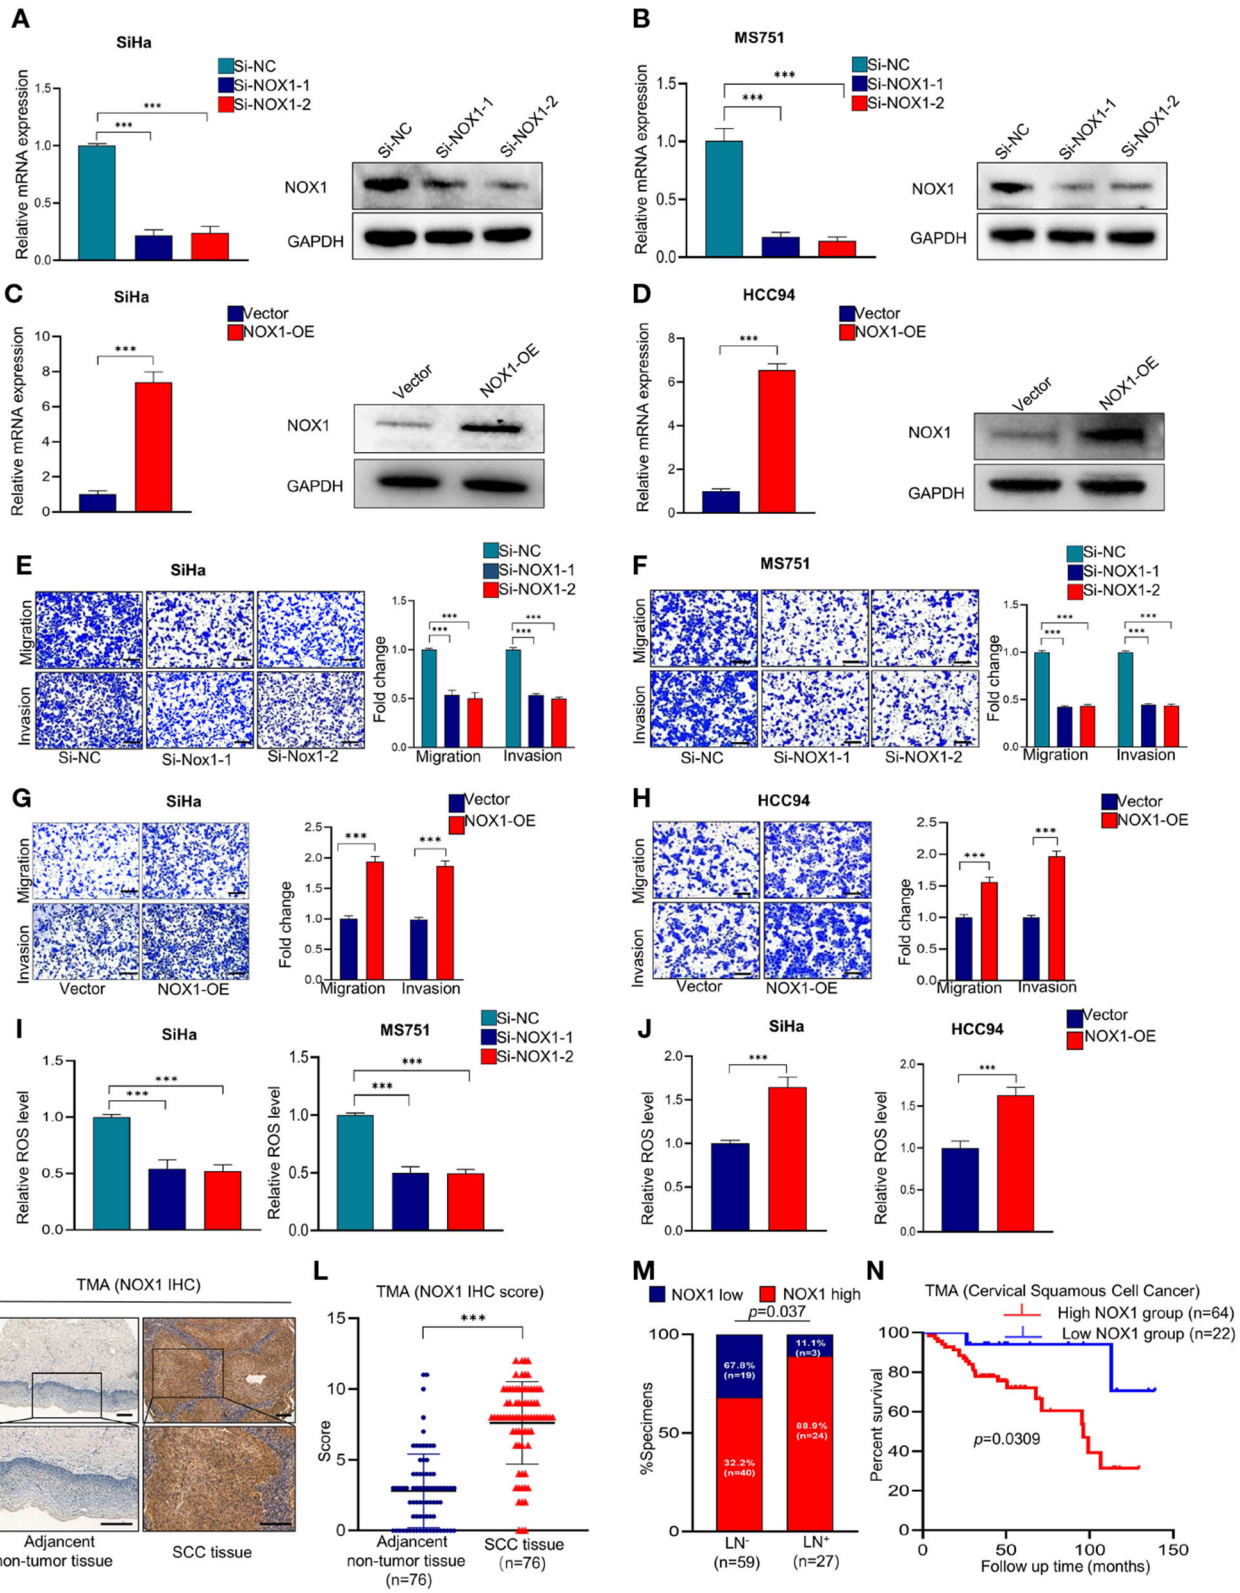 A
SiHa
Si-NC
Si-NOX1-1
Si-NOX1-2
Relative mRNA expression
1.5
1.0
0.5
0.0
***
***
Si-NC
Si-NOX1-1
Si-NOX1-2
NOX1
GAPDH
B
MS751
Si-NC
Si-NOX1-1
Si-NOX1-2
Relative mRNA expression
1.5
1.0
0.5
0.0
***
***
Si-NC
Si-NOX1-1
Si-NOX1-2
NOX1
GAPDH
C
SiHa
Vector
NOX1-OE
Relative mRNA expression
10
8
6
4
2
0
***
Vector
NOX1-OE
NOX1
GAPDH
D
HCC94
Vector
NOX1-OE
Relative mRNA expression
8
6
4
2
0
***
Vector
NOX1-OE
NOX1
GAPDH
E
SiHa
Si-NC
Si-NOX1-1
Si-NOX1-2
Migration
Invasion
Si-NC
Si-Nox1-1
Si-Nox1-2
Fold change
1.5
1.0
0.5
0.0
***
***
***
***
Migration
Invasion
F
MS751
Si-NC
Si-NOX1-1
Si-NOX1-2
Migration
Invasion
Si-NC
Si-NOX1-1
Si-NOX1-2
Fold change
1.5
1.0
0.5
0.0
***
***
***
***
Migration
Invasion
G
SiHa
Vector
NOX1-OE
Migration
Invasion
Vector
NOX1-OE
Fold change
2.5
2.0
1.5
1.0
0.5
0.0
***
***
Migration
Invasion
H
HCC94
Vector
NOX1-OE
Migration
Invasion
Vector
NOX1-OE
Fold change
2.5
2.0
1.5
1.0
0.5
0.0
***
***
Migration
Invasion
I
SiHa
MS751
Si-NC
Si-NOX1-1
Si-NOX1-2
Relative ROS level
1.5
1.0
0.5
0.0
***
***
Relative ROS level
1.5
1.0
0.5
0.0
***
***
J
SiHa
HCC94
Vector
NOX1-OE
Relative ROS level
2.0
1.5
1.0
0.5
0.0
***
Relative ROS level
2.0
1.5
1.0
0.5
0.0
***
TMA (NOX1 IHC)
Adjancent
non-tumor tissue
SCC tissue
L
TMA (NOX1 IHC score)
Score
15
10
5
0
***
Adjancent
non-tumor tissue
(n=76)
SCC tissue
(n=76)
M
NOX1 low
NOX1 high
p=0.037
%Specimens
100
50
0
67.8%
(n=19)
32.2%
(n=40)
11.1%
(n=3)
88.9%
(n=24)
LN-
(n=59)
LN+
(n=27)
N
TMA (Cervical Squamous Cell Cancer)
High NOX1 group (n=64)
Low NOX1 group (n=22)
Percent survival
100
80
60
40
20
0
p=0.0309
0
50
100
150
Follow up time (months)